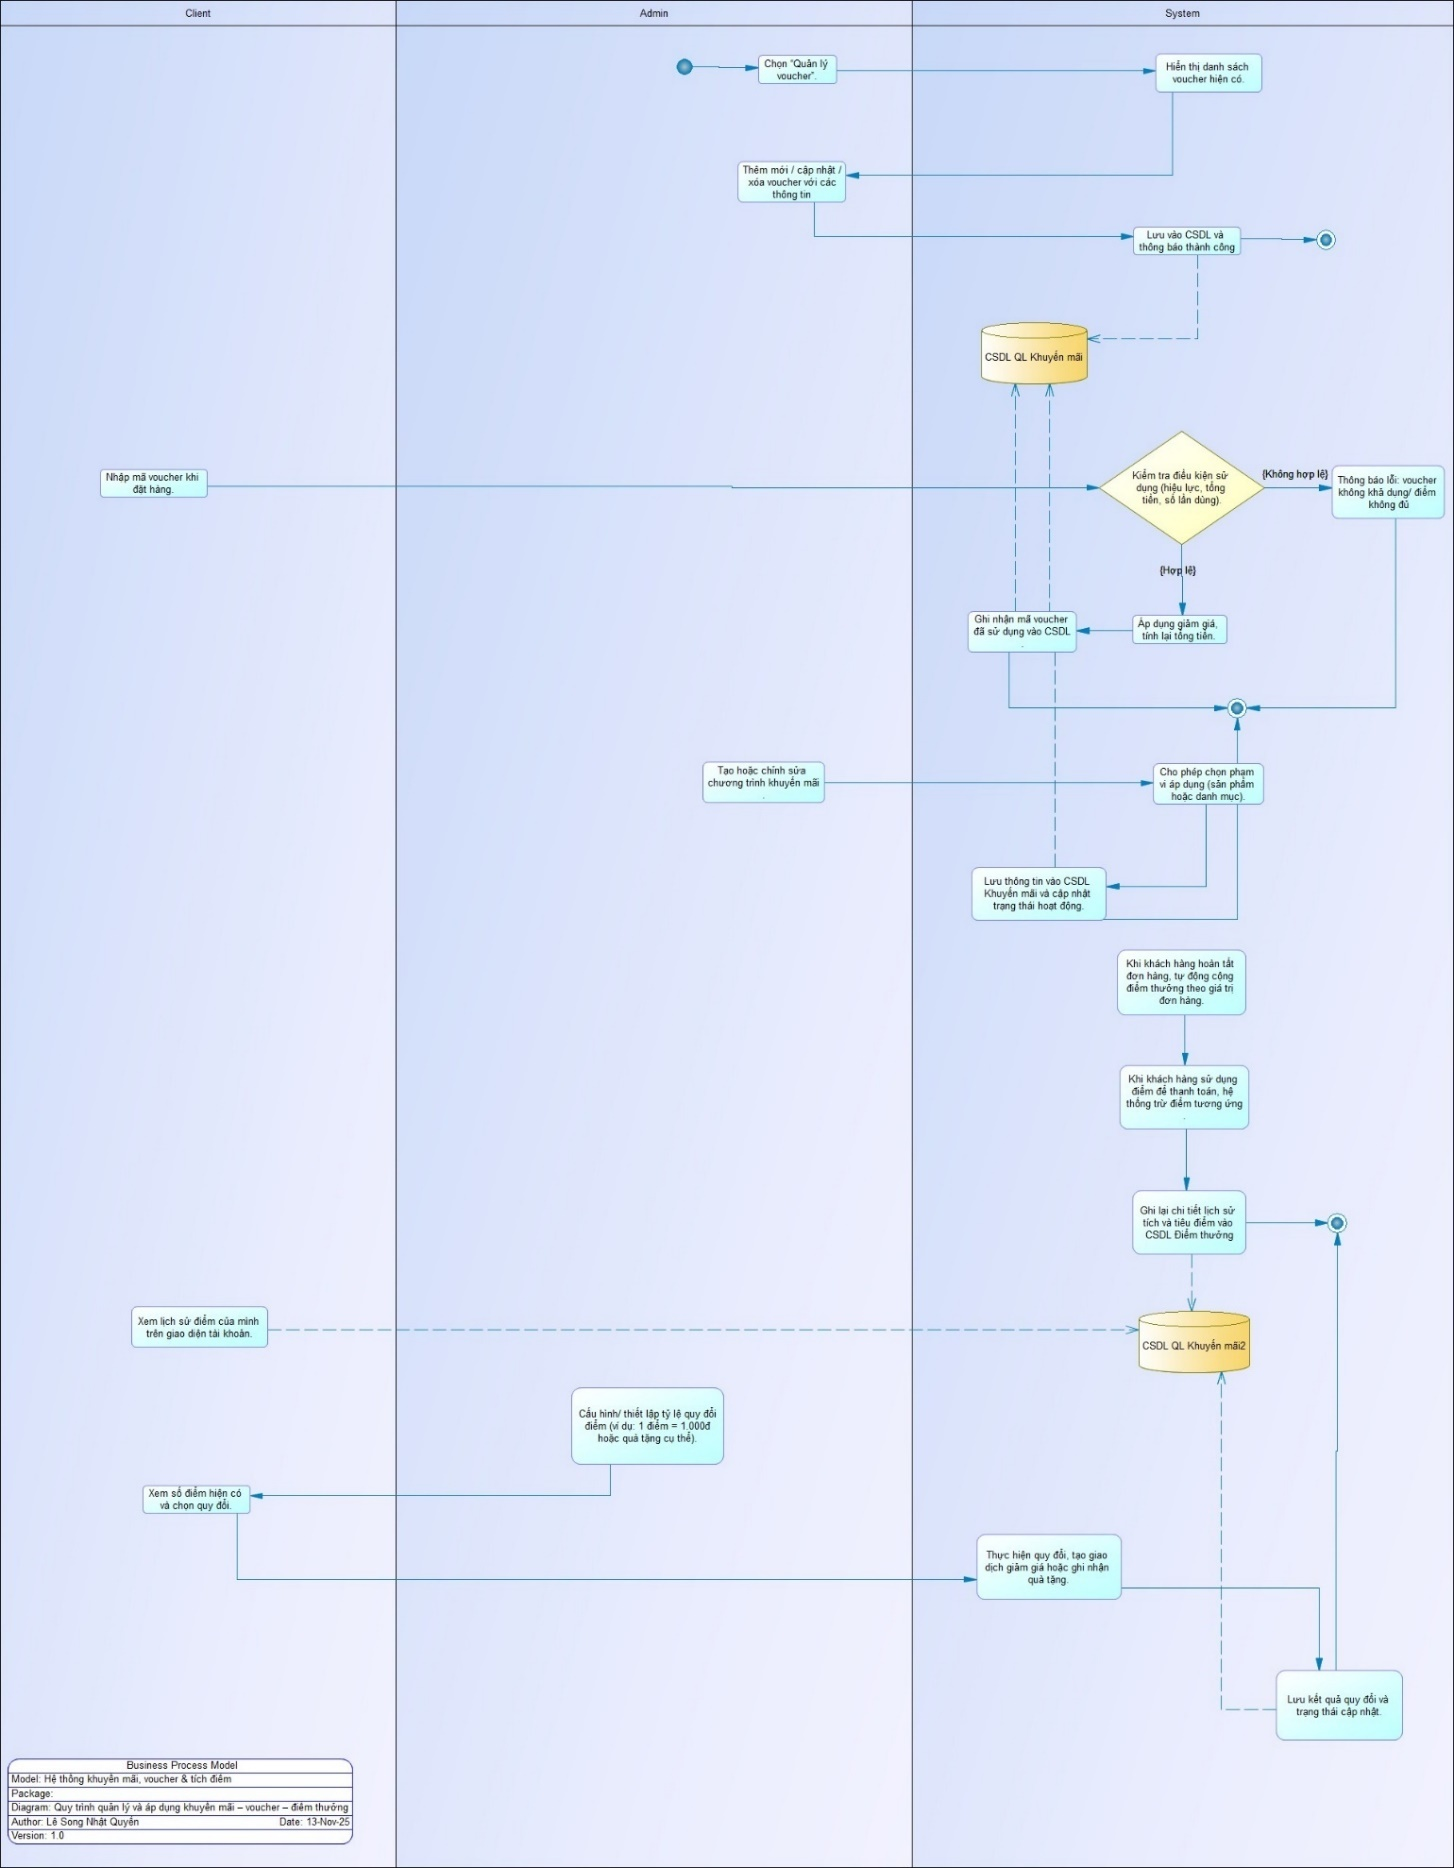 Client
Admin
System
Chọn “Quản lý
voucher”.
Hiển thị danh sách
voucher hiện có.
Thêm mới / cập nhật /
xóa voucher với các
thông tin
Lưu vào CSDL và
thông báo thành công
CSDL QL Khuyến mãi
Nhập mã voucher khi
đặt hàng.
Kiểm tra điều kiện sử
dụng (hiệu lực, tổng
tiền, số lần dùng).
{Không hợp lệ}
Thông báo lỗi: voucher
không khả dụng/ điểm
không đủ
{Hợp lệ}
Ghi nhận mã voucher
đã sử dụng vào CSDL
.
Áp dụng giảm giá,
tính lại tổng tiền.
Tạo hoặc chỉnh sửa
chương trình khuyến mãi
.
Cho phép chọn phạm
vi áp dụng (sản phẩm
hoặc danh mục).
Lưu thông tin vào CSDL
Khuyến mãi và cập nhật
trạng thái hoạt động.
Khi khách hàng hoàn tất
đơn hàng, tự động cộng
điểm thưởng theo giá trị
đơn hàng.
Khi khách hàng sử dụng
điểm để thanh toán, hệ
thống trừ điểm tương ứng
.
Ghi lại chi tiết lịch sử
tích và tiêu điểm vào
CSDL Điểm thưởng
Xem lịch sử điểm của mình
trên giao diện tài khoản.
CSDL QL Khuyến mãi2
Cấu hình/ thiết lập tỷ lệ quy đổi
điểm (ví dụ: 1 điểm = 1.000đ
hoặc quà tặng cụ thể).
Xem số điểm hiện có
và chọn quy đổi.
Thực hiện quy đổi, tạo giao
dịch giảm giá hoặc ghi nhận
quà tặng.
Lưu kết quả quy đổi và
trạng thái cập nhật.
Business Process Model
Model: Hệ thống khuyến mãi, voucher & tích điểm
Package:
Diagram: Quy trình quản lý và áp dụng khuyến mãi – voucher – điểm thưởng
Author: Lê Song Nhật Quyền Date: 13-Nov-25
Version: 1.0